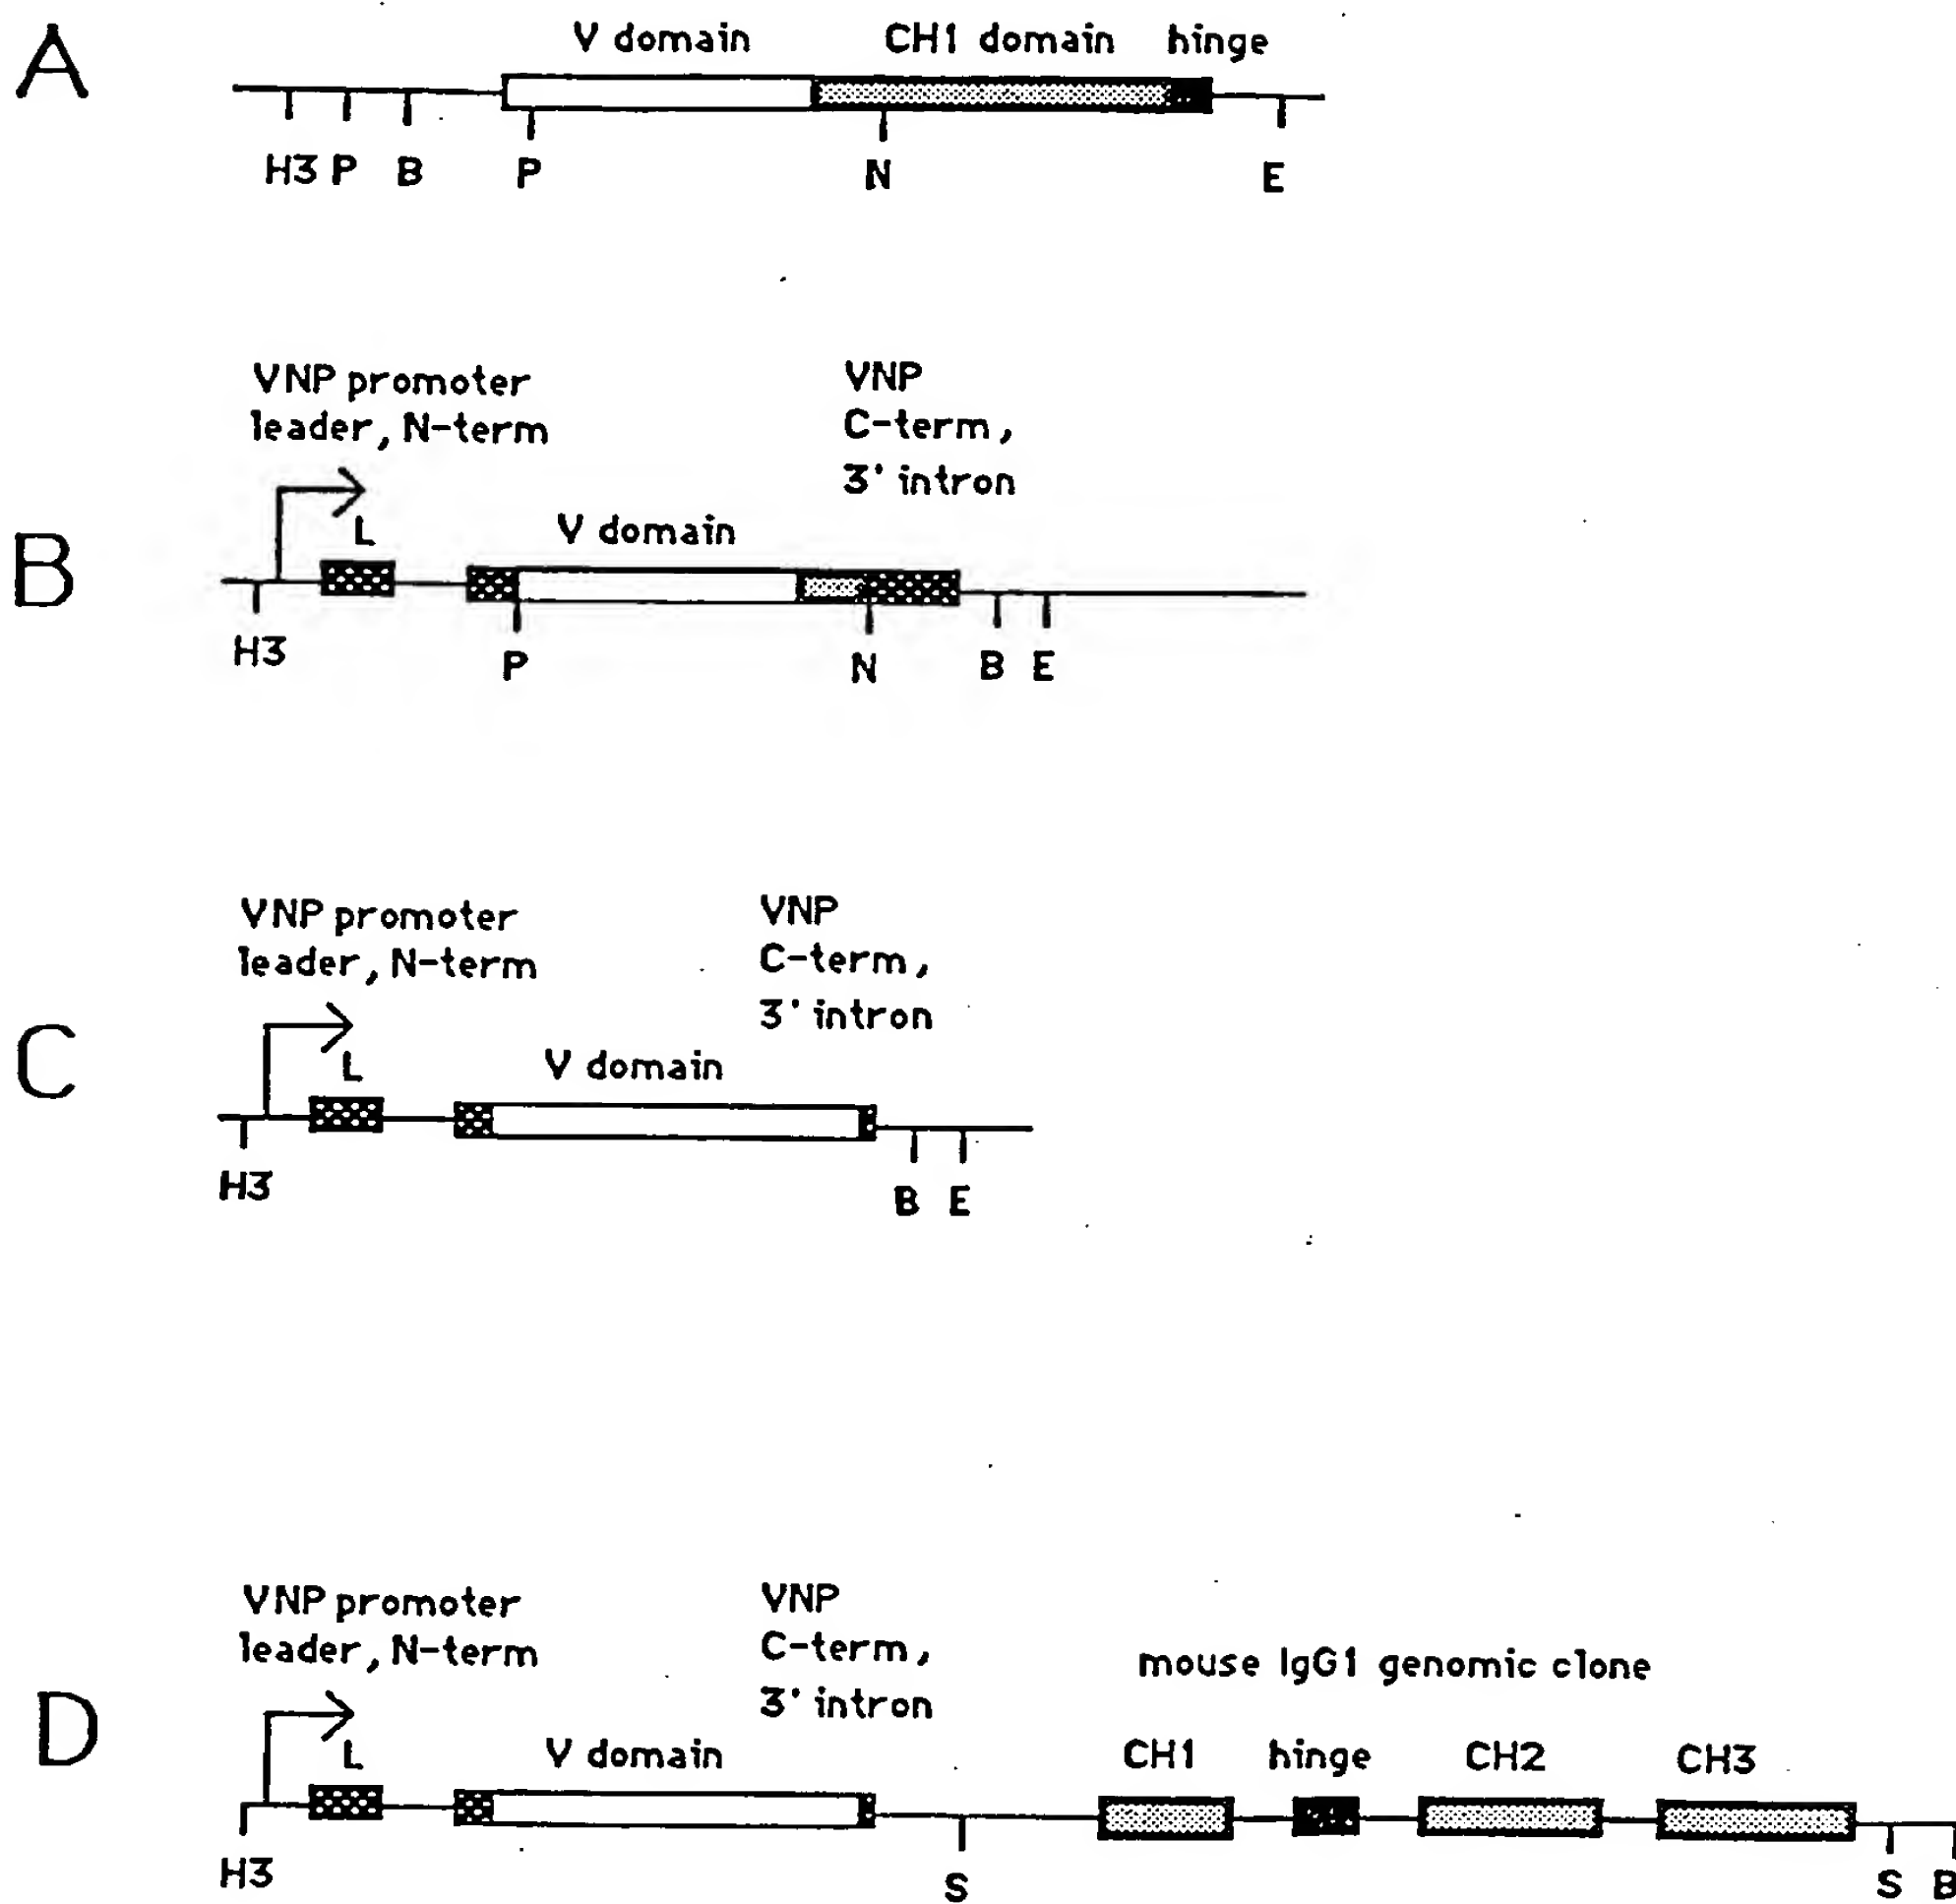 A
V domain CH1 domain hinge
H3 P B P N E
VNP promoter
leader, N-term
VNP
C-term,
3' intron
B
L
V domain
H3 P N B E
VNP promoter
leader, N-term
VNP
C-term,
3' intron
C
L
V domain
H3 B E
VNP promoter
leader, N-term
VNP
C-term,
3' intron
mouse IgG1 genomic clone
D
L
V domain
CH1 hinge CH2 CH3
H3 S S B